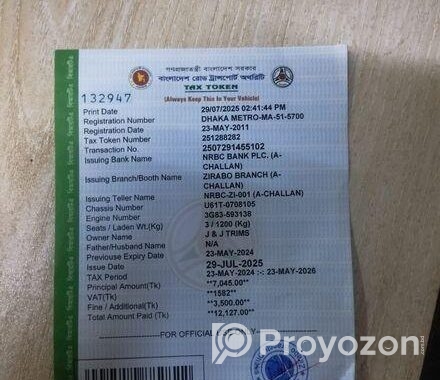 গণপ্রজাতন্ত্রী বাংলাদেশ সরকার
বাংলাদেশ রোড ট্রান্সপোর্ট অথরিটি
TAX TOKEN
(Always Keep This In Your Vehicle)
132947
Print Date 29/07/2025 02:41:44 PM
Registration Number DHAKA METRO-MA-51-5700
Registration Date 23-MAY-2011
Tax Token Number 251288282
Transaction No. 2507291455102
Issuing Bank Name NRBC BANK PLC. (A-
CHALLAN)
Issuing Branch/Booth Name ZIRABO BRANCH (A-
CHALLAN)
Issuing Teller Name NRBC-ZI-001 (A-CHALLAN)
Chassis Number U61T-0708105
Engine Number 3G83-593138
Seats / Laden Wt.(Kg) 3 / 1200 (Kg)
Owner Name J & J TRIMS
Father/Husband Name N/A
Previouse Expiry Date 23-MAY-2024
Issue Date 29-JUL-2025
TAX Period 23-MAY-2024 :-: 23-MAY-2026
Principal Amount(Tk) **7,045.00**
VAT(Tk) **1582**
Fine / Additional(Tk) **3,500.00**
Total Amount Paid (Tk) **12,127.00**
FOR OFFICIAL USE ONLY
Proyozon